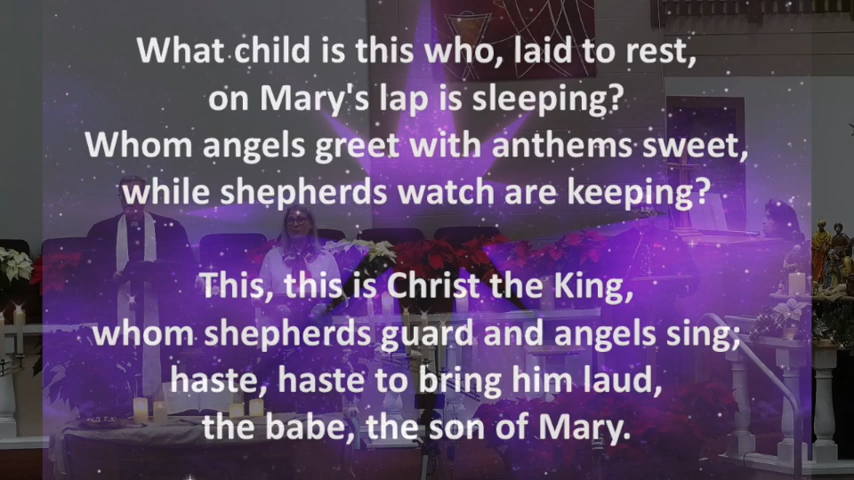 What child is this who, laid to rest,
on Mary's lap is sleeping?
Whom angels greet with anthems sweet,
while shepherds watch are keeping?
This, this is Christ the King,
whom shepherds guard and angels sing;
haste, haste to bring him laud,
the babe, the son of Mary.